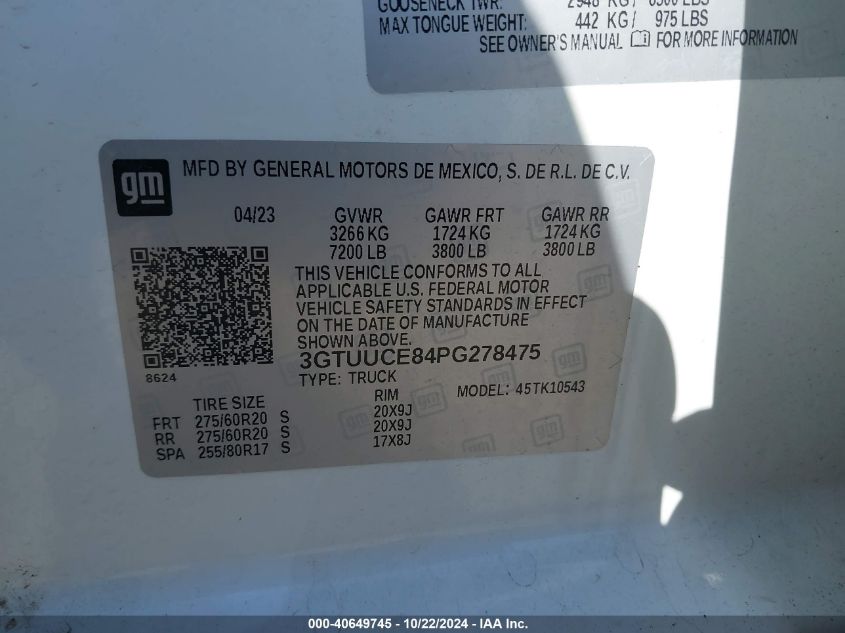 GOOSENECK TWR: 2948 KG / 6500 LBS
MAX TONGUE WEIGHT: 442 KG / 975 LBS
SEE OWNER'S MANUAL FOR MORE INFORMATION
gm MFD BY GENERAL MOTORS DE MEXICO, S. DE R.L. DE C.V.
04/23 GVWR GAWR FRT GAWR RR
3266 KG 1724 KG 1724 KG
7200 LB 3800 LB 3800 LB
THIS VEHICLE CONFORMS TO ALL
APPLICABLE U.S. FEDERAL MOTOR
VEHICLE SAFETY STANDARDS IN EFFECT
ON THE DATE OF MANUFACTURE
SHOWN ABOVE.
3GTUUCE84PG278475
8624 TYPE: TRUCK MODEL: 45TK10543
TIRE SIZE RIM
FRT 275/60R20 S 20X9J
RR 275/60R20 S 20X9J
SPA 255/80R17 S 17X8J
000-40649745 - 10/22/2024 - IAA Inc.